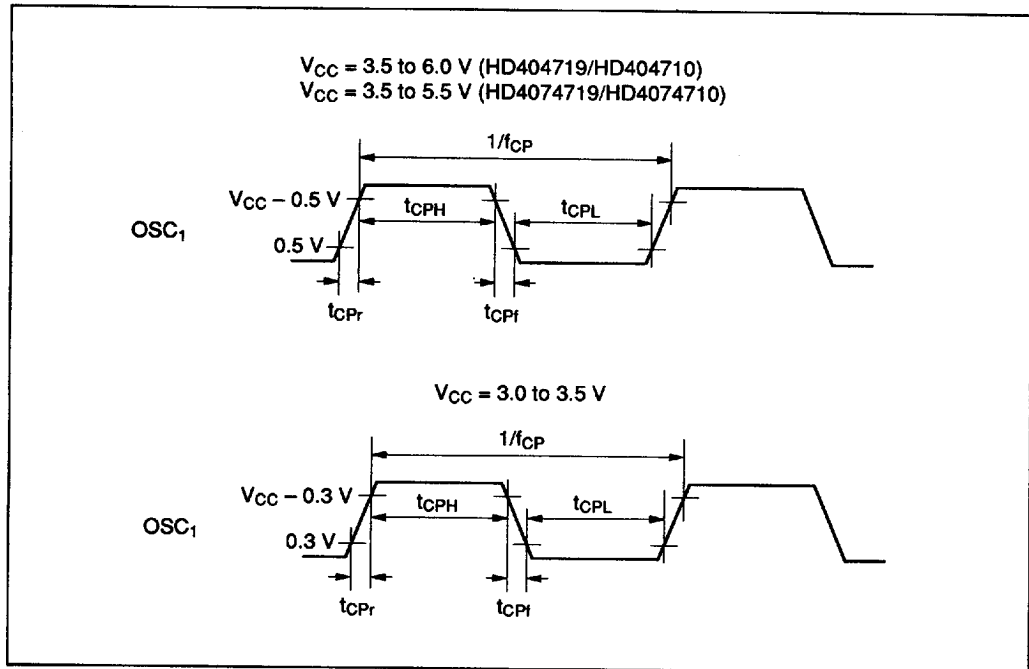 VCC = 3.5 to 6.0 V (HD404719/HD404710)
VCC = 3.5 to 5.5 V (HD4074719/HD4074710)
1/fCP
VCC − 0.5 V
tCPH
tCPL
OSC1
0.5 V
tCPr
tCPf
VCC = 3.0 to 3.5 V
1/fCP
VCC − 0.3 V
tCPH
tCPL
OSC1
0.3 V
tCPr
tCPf